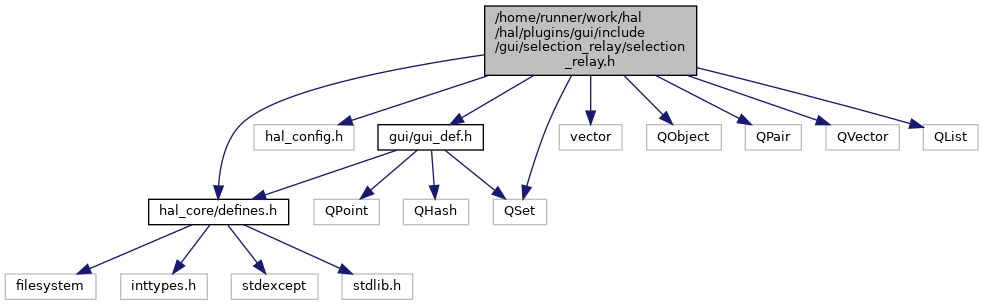 /home/runner/work/hal
/hal/plugins/gui/include
/gui/selection_relay/selection
_relay.h
hal_config.h
gui/gui_def.h
vector
QObject
QPair
QVector
QList
hal_core/defines.h
QPoint
QHash
QSet
filesystem
inttypes.h
stdexcept
stdlib.h